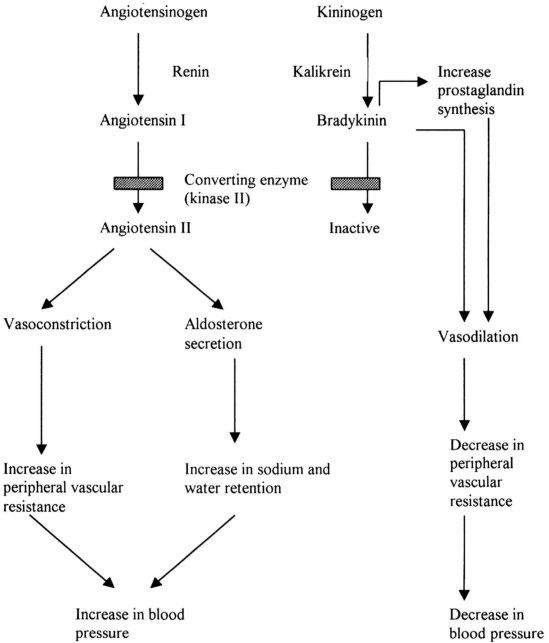 Angiotensinogen
Kininogen
Renin
Kalikrein
Increase
prostaglandin
synthesis
Angiotensin I
Bradykinin
Converting enzyme
(kinase II)
Angiotensin II
Inactive
Vasoconstriction
Aldosterone
secretion
Vasodilation
Increase in
peripheral vascular
resistance
Increase in sodium and
water retention
Decrease in
peripheral
vascular
resistance
Increase in blood
pressure
Decrease in
blood pressure